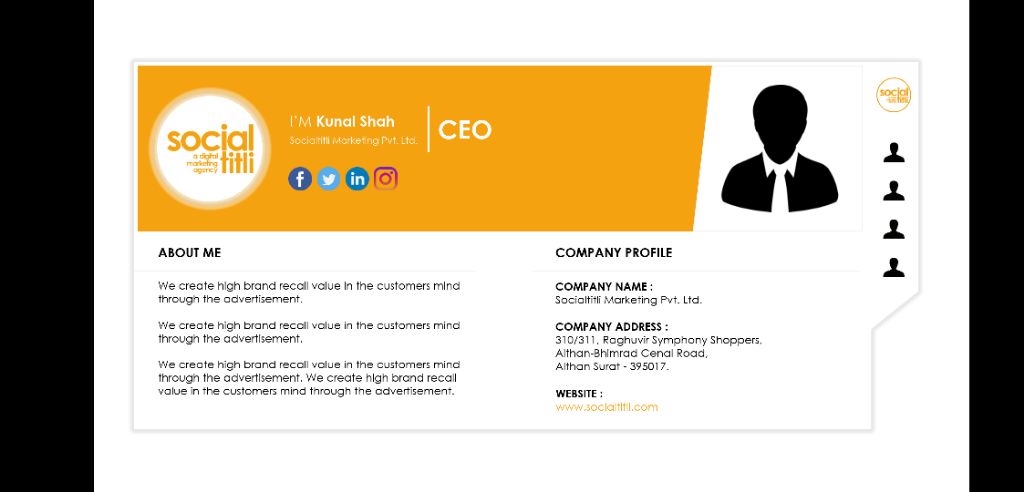 social
titli
a digital
marketing
agency
I'M Kunal Shah
Socialtitli Marketing Pvt. Ltd.
CEO
social
titli
ABOUT ME
We create high brand recall value in the customers mind
through the advertisement.
We create high brand recall value in the customers mind
through the advertisement.
We create high brand recall value in the customers mind
through the advertisement. We create high brand recall
value in the customers mind through the advertisement.
COMPANY PROFILE
COMPANY NAME :
Socialtitli Marketing Pvt. Ltd.
COMPANY ADDRESS :
310/311, Raghuvir Symphony Shoppers,
Althan-Bhimrad Cenal Road,
Althan Surat - 395017.
WEBSITE :
www.socialtitli.com